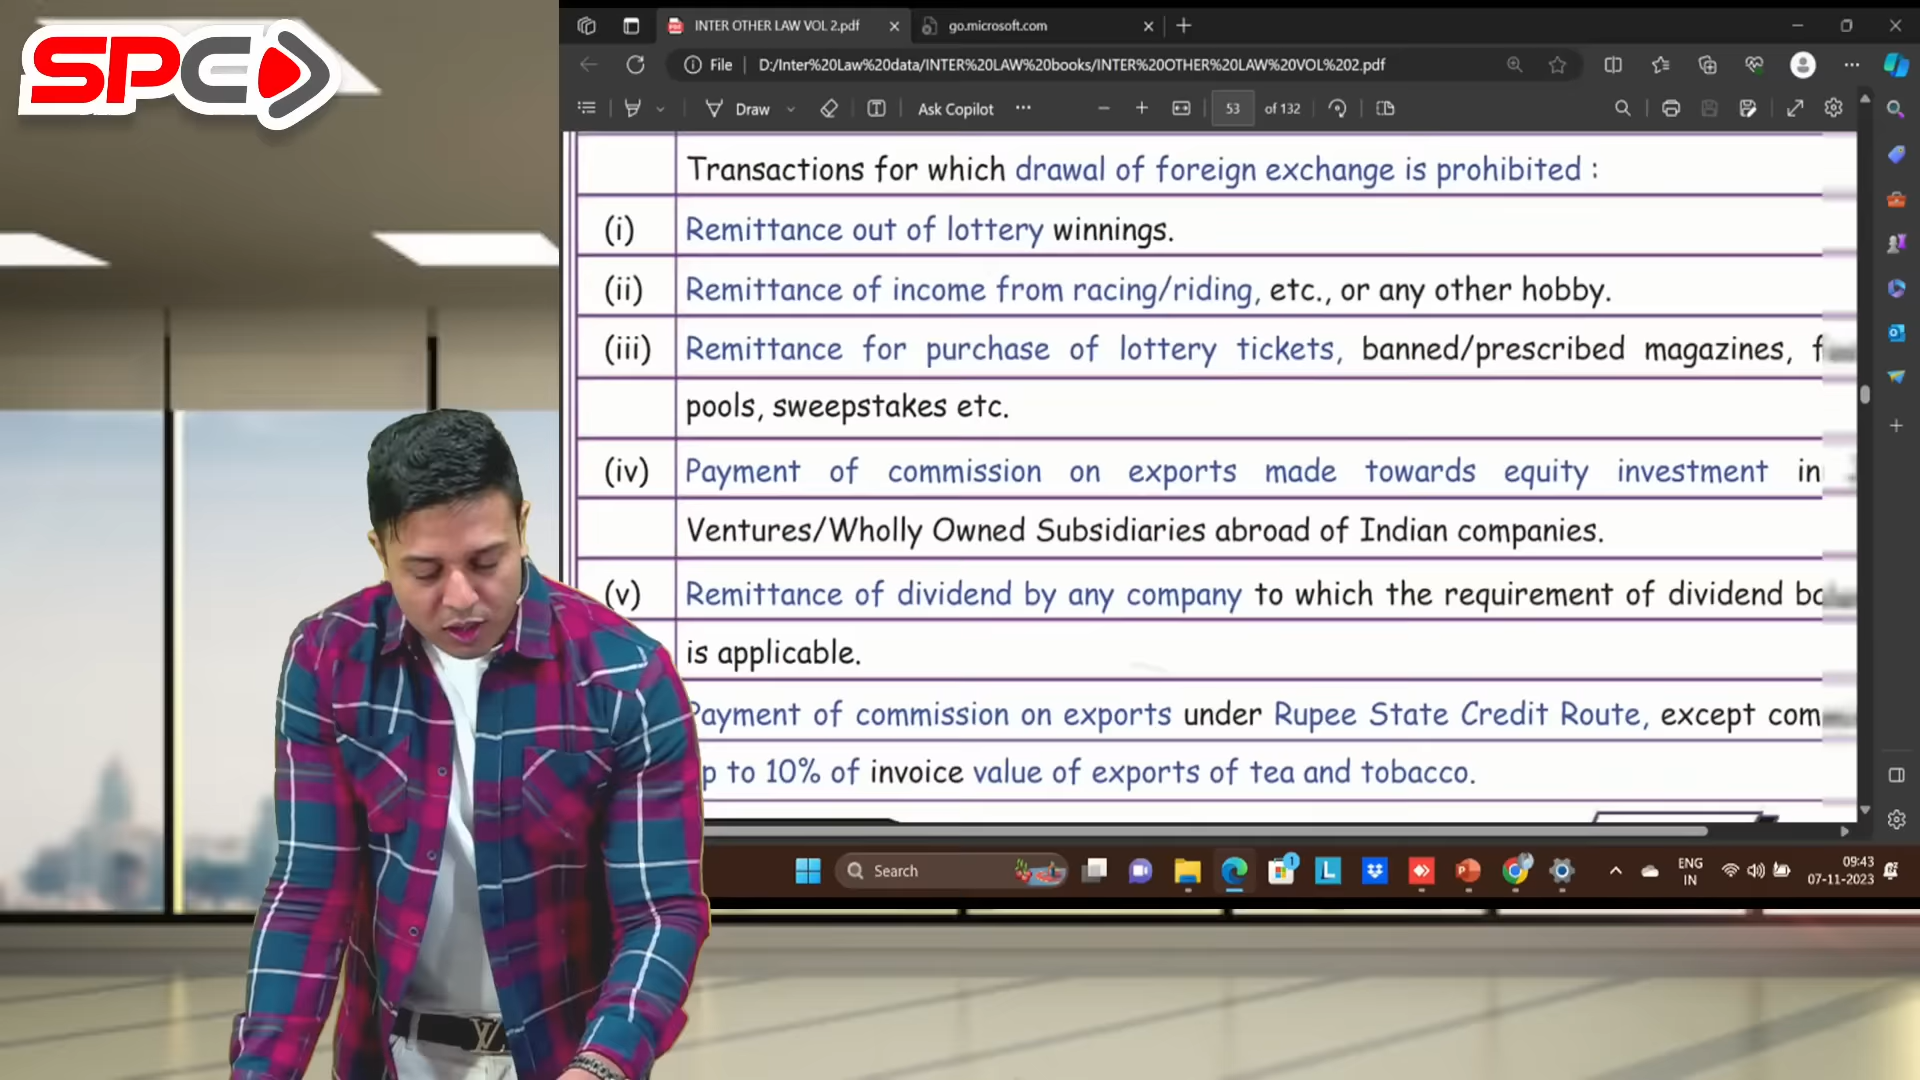 SPE
INTER OTHER LAW VOL 2.pdf
go.microsoft.com
File
D:/Inter%20Law%20data/INTER%20LAW%20books/INTER%20OTHER%20LAW%20VOL%202.pdf
Draw
Ask Copilot
53
of 132
Transactions for which drawal of foreign exchange is prohibited :
(i) Remittance out of lottery winnings.
(ii) Remittance of income from racing/riding, etc., or any other hobby.
(iii) Remittance for purchase of lottery tickets, banned/prescribed magazines,
pools, sweepstakes etc.
(iv) Payment of commission on exports made towards equity investment in
Ventures/Wholly Owned Subsidiaries abroad of Indian companies.
(v) Remittance of dividend by any company to which the requirement of dividend
is applicable.
Payment of commission on exports under Rupee State Credit Route, except
to 10% of invoice value of exports of tea and tobacco.
Search
1
L
ENG
IN
09:43
07-11-2023